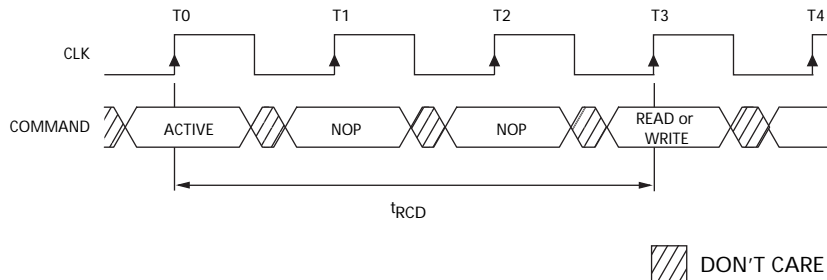 T0 T1 T2 T3 T4
CLK
COMMAND ACTIVE NOP NOP READ or
WRITE
tRCD
DON'T CARE